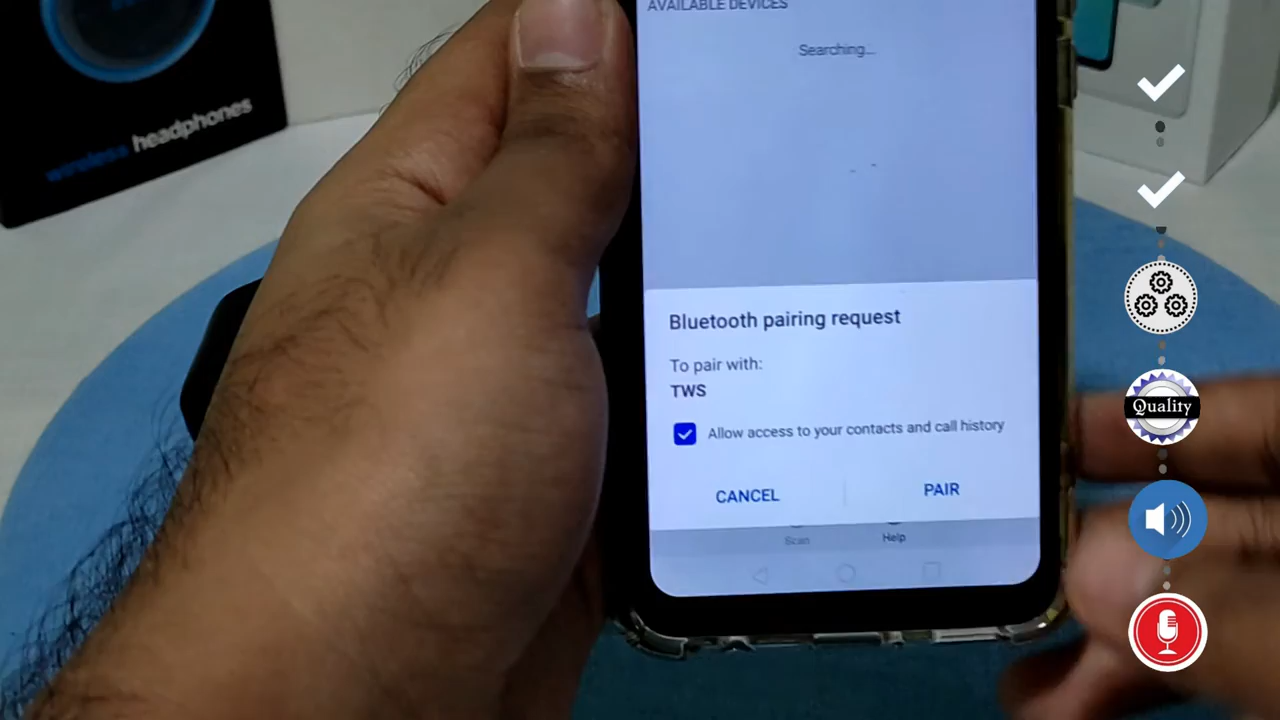 AVAILABLE DEVICES
Searching...
wireless headphones
Bluetooth pairing request
To pair with:
TWS
Allow access to your contacts and call history
Quality
CANCEL
PAIR
Scan
Help